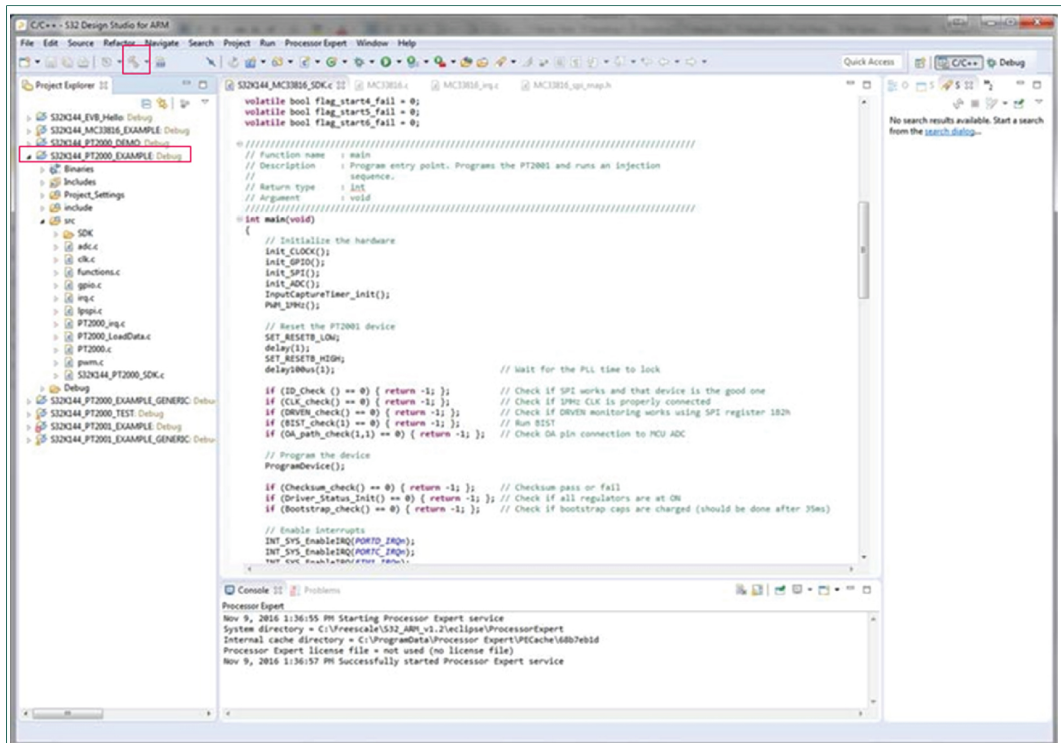 C/C++ - S32 Design Studio for ARM
File Edit Source Refactor Navigate Search Project Run Processor Expert Window Help
Quick Access
C/C++
Debug
Project Explorer
S32K144_EVB_Hello: Debug
S32K144_MC33816_EXAMPLE: Debug
S32K144_PT2000_DEMO: Debug
S32K144_PT2000_EXAMPLE: Debug
Binaries
Includes
Project_Settings
include
src
SDK
adc.c
clk.c
functions.c
gpio.c
irq.c
lpspi.c
PT2000_irq.c
PT2000_LoadData.c
PT2000.c
pwm.c
S32K144_PT2000_SDK.c
Debug
S32K144_PT2000_EXAMPLE_GENERIC: Debu
S32K144_PT2000_TEST: Debug
S32K144_PT2001_EXAMPLE: Debug
S32K144_PT2001_EXAMPLE_GENERIC: Debu
S32K144_MC33816_SDK.c
MC33816.c
MC33816_irq.c
MC33816_spi_map.h
volatile bool flag_start4_fail = 0;
volatile bool flag_start5_fail = 0;
volatile bool flag_start6_fail = 0;
// Function name : main
// Description : Program entry point. Programs the PT2001 and runs an injection
// sequence.
// Return type : int
// Argument : void
int main(void)
{
// Initialize the hardware
init_CLOCK();
init_GPIO();
init_SPI();
init_ADC();
InputCaptureTimer_init();
PWM_1MHz();
// Reset the PT2001 device
SET_RESETB_LOW;
delay(1);
SET_RESETB_HIGH;
delay100us(1); // Wait for the PLL time to lock
if (ID_Check () == 0) { return -1; }; // Check if SPI works and that device is the good one
if (CLK_check() == 0) { return -1; }; // Check if 1MHz CLK is properly connected
if (DRVEN_check() == 0) { return -1; }; // Check if DRVEN monitoring works using SPI register 1B2h
if (BIST_check(1) == 0) { return -1; }; // Run BIST
if (OA_path_check(1,1) == 0) { return -1; }; // Check OA pin connection to MCU ADC
// Program the device
ProgramDevice();
if (Checksum_check() == 0) { return -1; }; // Checksum pass or fail
if (Driver_Status_Init() == 0) { return -1; }; // Check if all regulators are at ON
if (Bootstrap_check() == 0) { return -1; }; // Check if bootstrap caps are charged (should be done after 35ms)
// Enable interrupts
INT_SYS_EnableIRQ(PORTD_IRQn);
INT_SYS_EnableIRQ(PORTC_IRQn);
No search results available. Start a search
from the search dialog...
Console
Problems
Processor Expert
Nov 9, 2016 1:36:55 PM Starting Processor Expert service
System directory = C:\Freescale\S32_ARM_v1.2\eclipse\ProcessorExpert
Internal cache directory = C:\ProgramData\Processor Expert\PECache\68b7eb1d
Processor Expert license file = not used (no license file)
Nov 9, 2016 1:36:57 PM Successfully started Processor Expert service